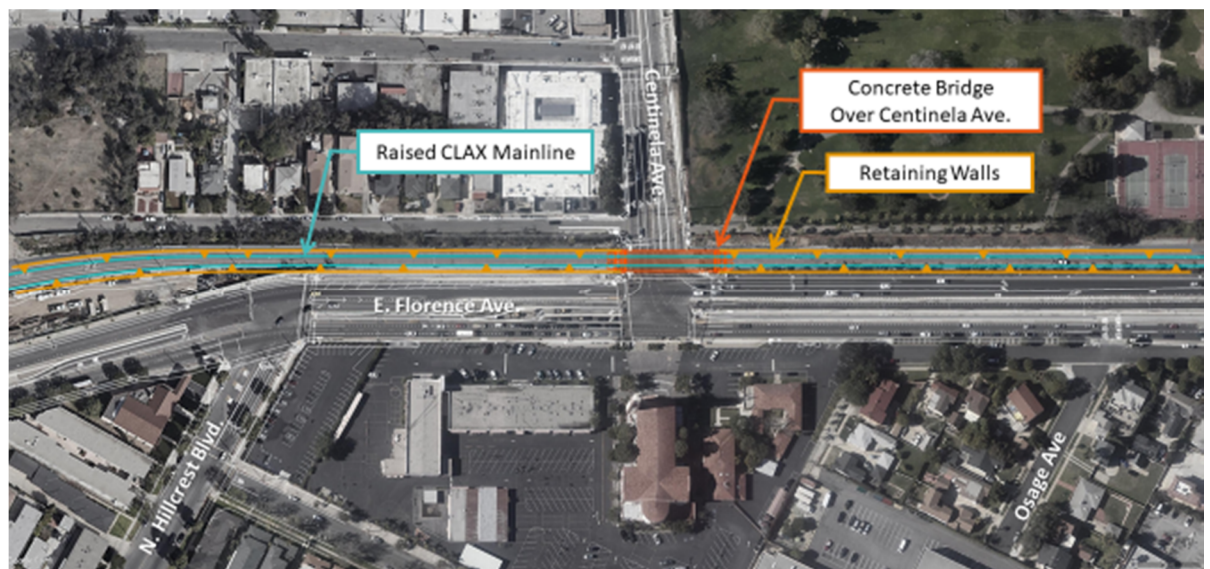 Centinela Ave.
Concrete Bridge
Over Centinela Ave.
Raised CLAX Mainline
Retaining Walls
E. Florence Ave.
N. Hillcrest Blvd.
Osage Ave